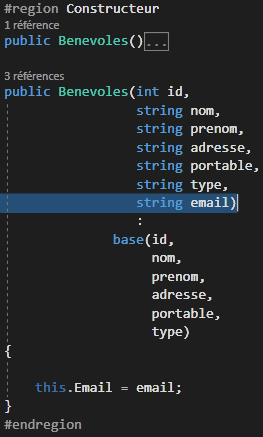 #region Constructeur
1 référence
public Benevoles()...
3 références
public Benevoles(int id,
string nom,
string prenom,
string adresse,
string portable,
string type,
string email)
:
base(id,
nom,
prenom,
adresse,
portable,
type)
{
this.Email = email;
}
#endregion